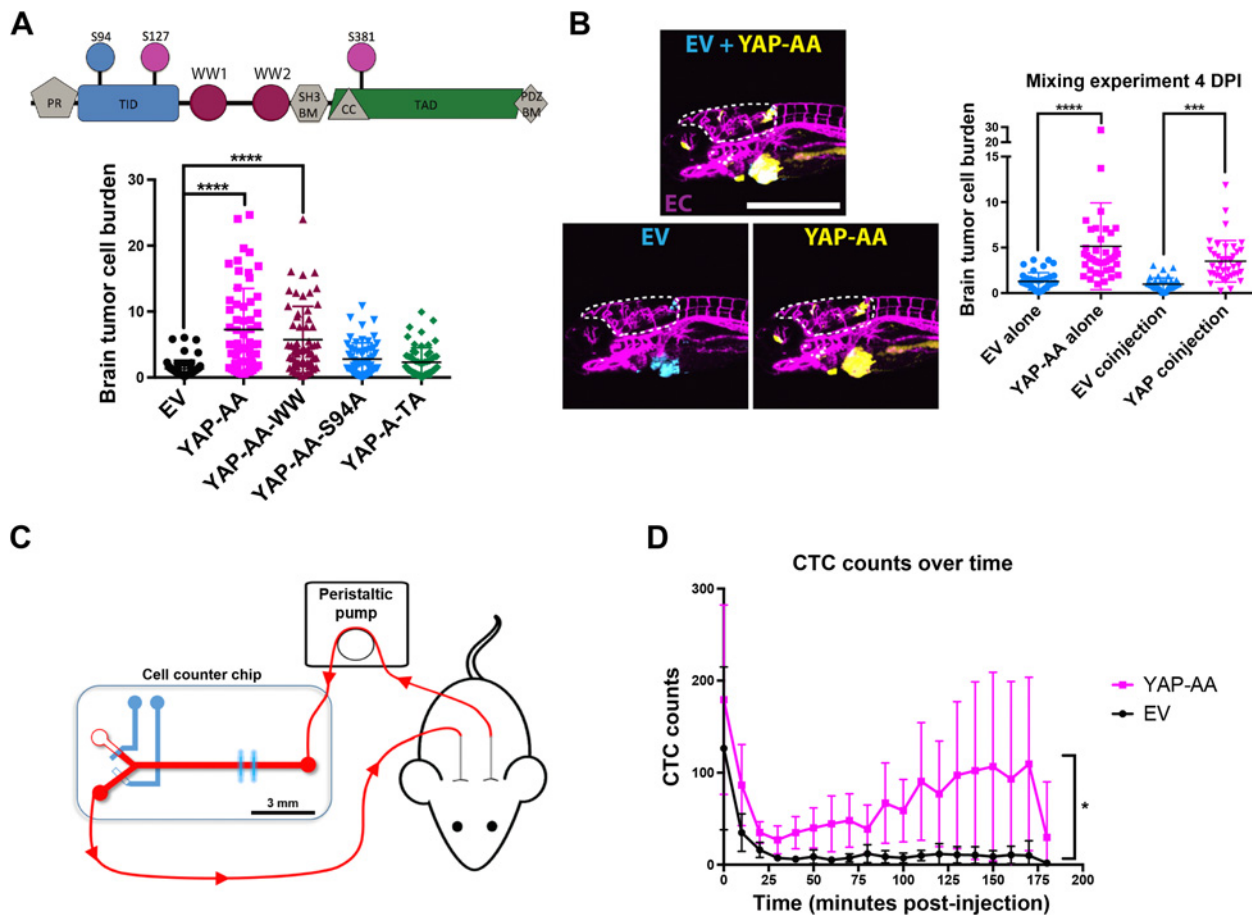 A
S94 S127 S381
WW1 WW2
PR TID SH3 BM CC TAD PDZ BM
Brain tumor cell burden
30
20
10
0
**** ****
EV YAP-AA YAP-AA-WW YAP-AA-S94A YAP-A-TA
B
EV + YAP-AA
EC
EV YAP-AA
Mixing experiment 4 DPI
Brain tumor cell burden
30
20
15
10
5
0
**** ***
EV alone YAP-AA alone EV coinjection YAP coinjection
C
Peristaltic
pump
Cell counter chip
3 mm
D
CTC counts over time
CTC counts
300
200
100
0
YAP-AA
EV
*
0 25 50 75 100 125 150 175 200
Time (minutes post-injection)